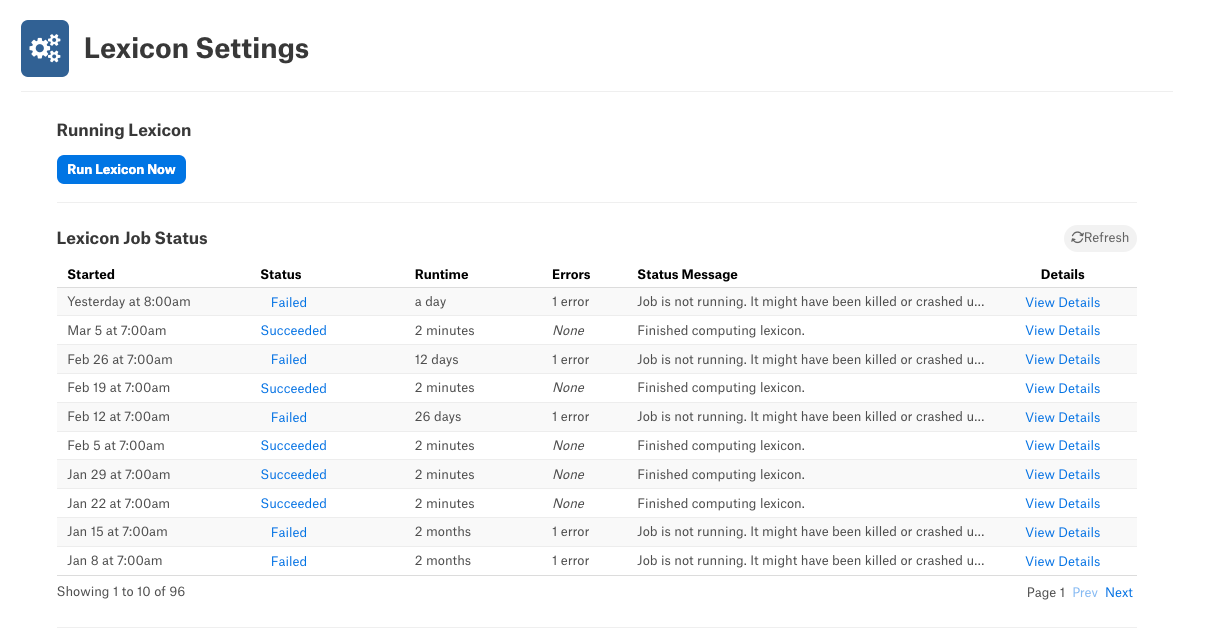 Lexicon Settings
Running Lexicon
Run Lexicon Now
Lexicon Job Status Refresh
Started Status Runtime Errors Status Message Details
Yesterday at 8:00am Failed a day 1 error Job is not running. It might have been killed or crashed u... View Details
Mar 5 at 7:00am Succeeded 2 minutes None Finished computing lexicon. View Details
Feb 26 at 7:00am Failed 12 days 1 error Job is not running. It might have been killed or crashed u... View Details
Feb 19 at 7:00am Succeeded 2 minutes None Finished computing lexicon. View Details
Feb 12 at 7:00am Failed 26 days 1 error Job is not running. It might have been killed or crashed u... View Details
Feb 5 at 7:00am Succeeded 2 minutes None Finished computing lexicon. View Details
Jan 29 at 7:00am Succeeded 2 minutes None Finished computing lexicon. View Details
Jan 22 at 7:00am Succeeded 2 minutes None Finished computing lexicon. View Details
Jan 15 at 7:00am Failed 2 months 1 error Job is not running. It might have been killed or crashed u... View Details
Jan 8 at 7:00am Failed 2 months 1 error Job is not running. It might have been killed or crashed u... View Details
Showing 1 to 10 of 96 Page 1 Prev Next